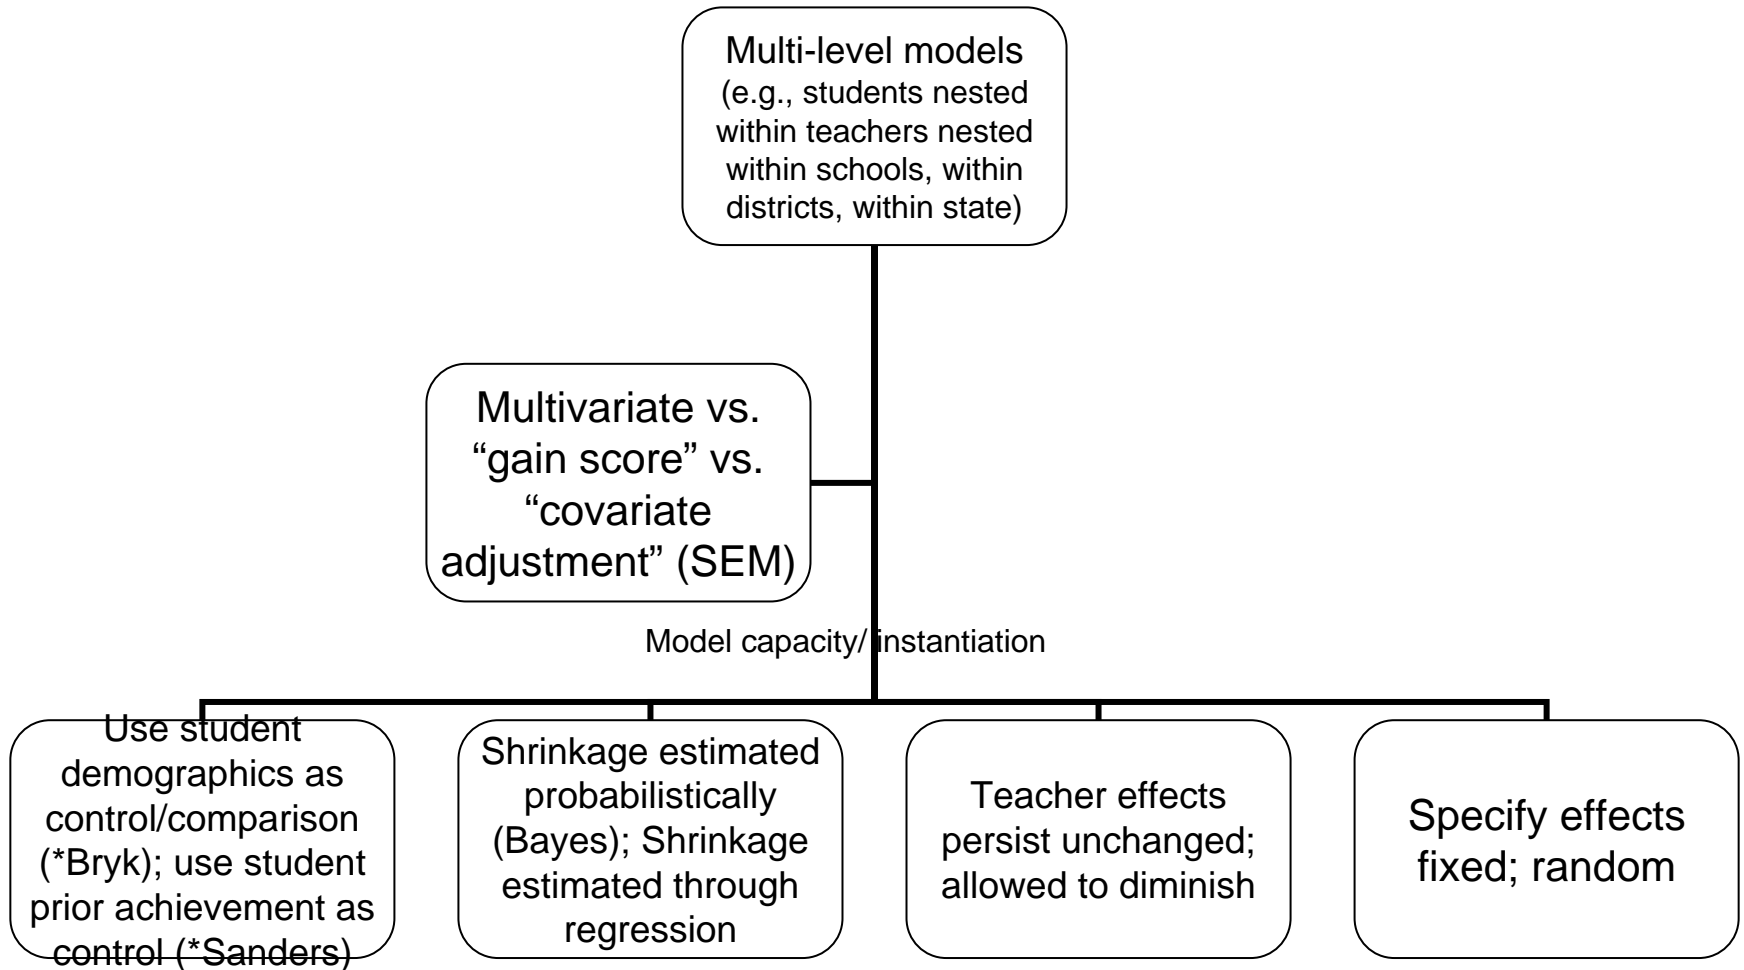 Multi-level models
(e.g., students nested
within teachers nested
within schools, within
districts, within state)
Multivariate vs.
“gain score” vs.
“covariate
adjustment” (SEM)
Model capacity/ instantiation
Use student
demographics as
control/comparison
(*Bryk); use student
prior achievement as
control (*Sanders)
Shrinkage estimated
probabilistically
(Bayes); Shrinkage
estimated through
regression
Teacher effects
persist unchanged;
allowed to diminish
Specify effects
fixed; random